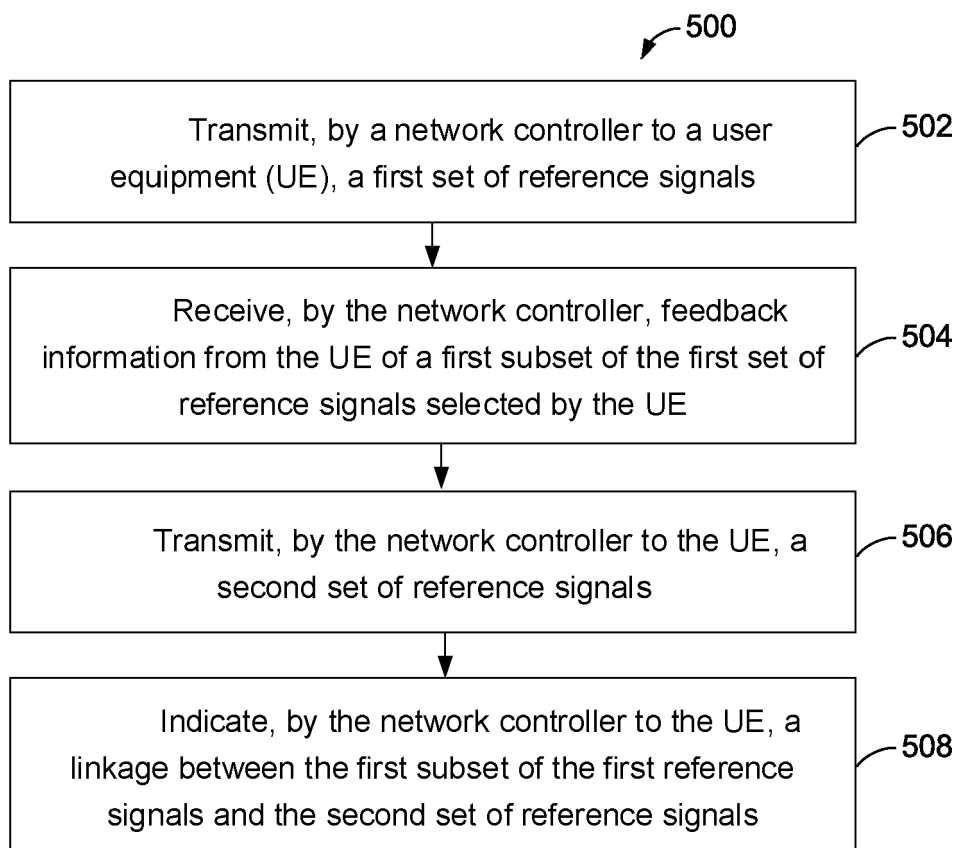 500
Transmit, by a network controller to a user
equipment (UE), a first set of reference signals
502
Receive, by the network controller, feedback
information from the UE of a first subset of the first set of
reference signals selected by the UE
504
Transmit, by the network controller to the UE, a
second set of reference signals
506
Indicate, by the network controller to the UE, a
linkage between the first subset of the first reference
signals and the second set of reference signals
508